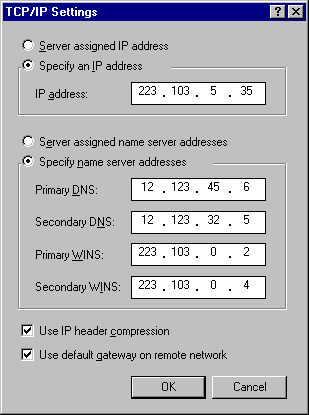 TCP/IP Settings
Server assigned IP address
Specify an IP address
IP address: 223 . 103 . 5 . 35
Server assigned name server addresses
Specify name server addresses
Primary DNS: 12 . 123 . 45 . 6
Secondary DNS: 12 . 123 . 32 . 5
Primary WINS: 223 . 103 . 0 . 2
Secondary WINS: 223 . 103 . 0 . 4
Use IP header compression
Use default gateway on remote network
OK Cancel